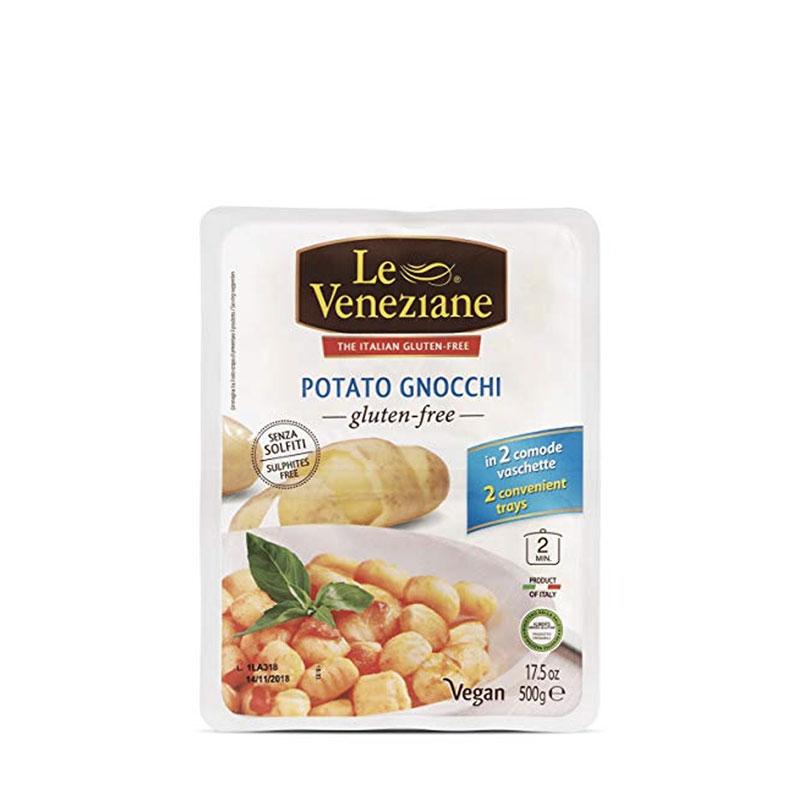 Le
Veneziane®
THE ITALIAN GLUTEN-FREE
POTATO GNOCCHI
gluten-free
SENZA
SOLFITI
SULPHITES
FREE
in 2 comode
vaschette
2 convenient
trays
2
MIN.
PRODUCT
OF ITALY
L. 1LA318
14/11/2018
Vegan
17.5 oz
500g e